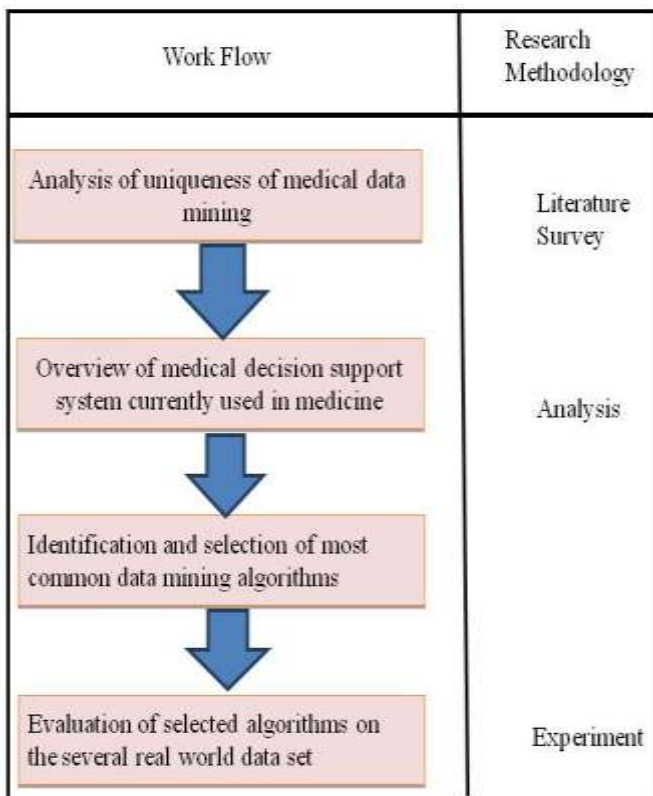 Work Flow
Research
Methodology
Analysis of uniqueness of medical data
mining
Literature
Survey
Overview of medical decision support
system currently used in medicine
Analysis
Identification and selection of most
common data mining algorithms
Evaluation of selected algorithms on
the several real world data set
Experiment